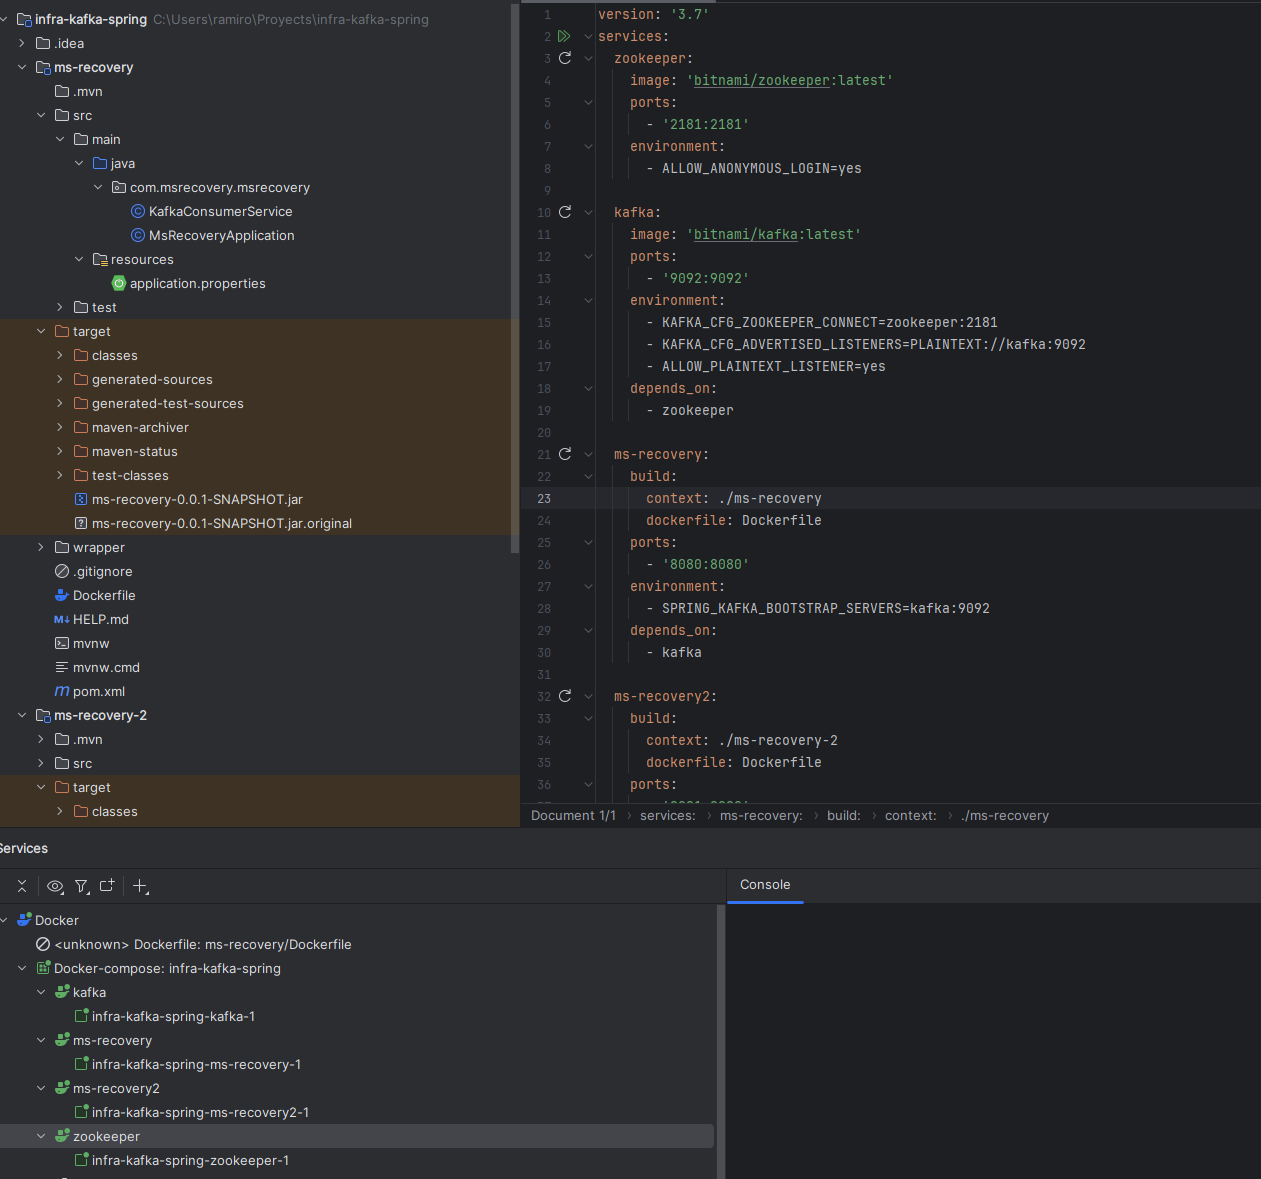 infra-kafka-spring C:\Users\ramiro\Proyects\infra-kafka-spring
.idea
ms-recovery
.mvn
src
main
java
com.msrecovery.msrecovery
KafkaConsumerService
MsRecoveryApplication
resources
application.properties
test
target
classes
generated-sources
generated-test-sources
maven-archiver
maven-status
test-classes
ms-recovery-0.0.1-SNAPSHOT.jar
ms-recovery-0.0.1-SNAPSHOT.jar.original
wrapper
.gitignore
Dockerfile
HELP.md
mvnw
mvnw.cmd
pom.xml
ms-recovery-2
.mvn
src
target
classes
1 version: '3.7'
2 services:
3 zookeeper:
4 image: 'bitnami/zookeeper:latest'
5 ports:
6 - '2181:2181'
7 environment:
8 - ALLOW_ANONYMOUS_LOGIN=yes
9
10 kafka:
11 image: 'bitnami/kafka:latest'
12 ports:
13 - '9092:9092'
14 environment:
15 - KAFKA_CFG_ZOOKEEPER_CONNECT=zookeeper:2181
16 - KAFKA_CFG_ADVERTISED_LISTENERS=PLAINTEXT://kafka:9092
17 - ALLOW_PLAINTEXT_LISTENER=yes
18 depends_on:
19 - zookeeper
20
21 ms-recovery:
22 build:
23 context: ./ms-recovery
24 dockerfile: Dockerfile
25 ports:
26 - '8080:8080'
27 environment:
28 - SPRING_KAFKA_BOOTSTRAP_SERVERS=kafka:9092
29 depends_on:
30 - kafka
31
32 ms-recovery2:
33 build:
34 context: ./ms-recovery-2
35 dockerfile: Dockerfile
36 ports:
Document 1/1 › services: › ms-recovery: › build: › context: › ./ms-recovery
Services
Console
Docker
<unknown> Dockerfile: ms-recovery/Dockerfile
Docker-compose: infra-kafka-spring
kafka
infra-kafka-spring-kafka-1
ms-recovery
infra-kafka-spring-ms-recovery-1
ms-recovery2
infra-kafka-spring-ms-recovery2-1
zookeeper
infra-kafka-spring-zookeeper-1